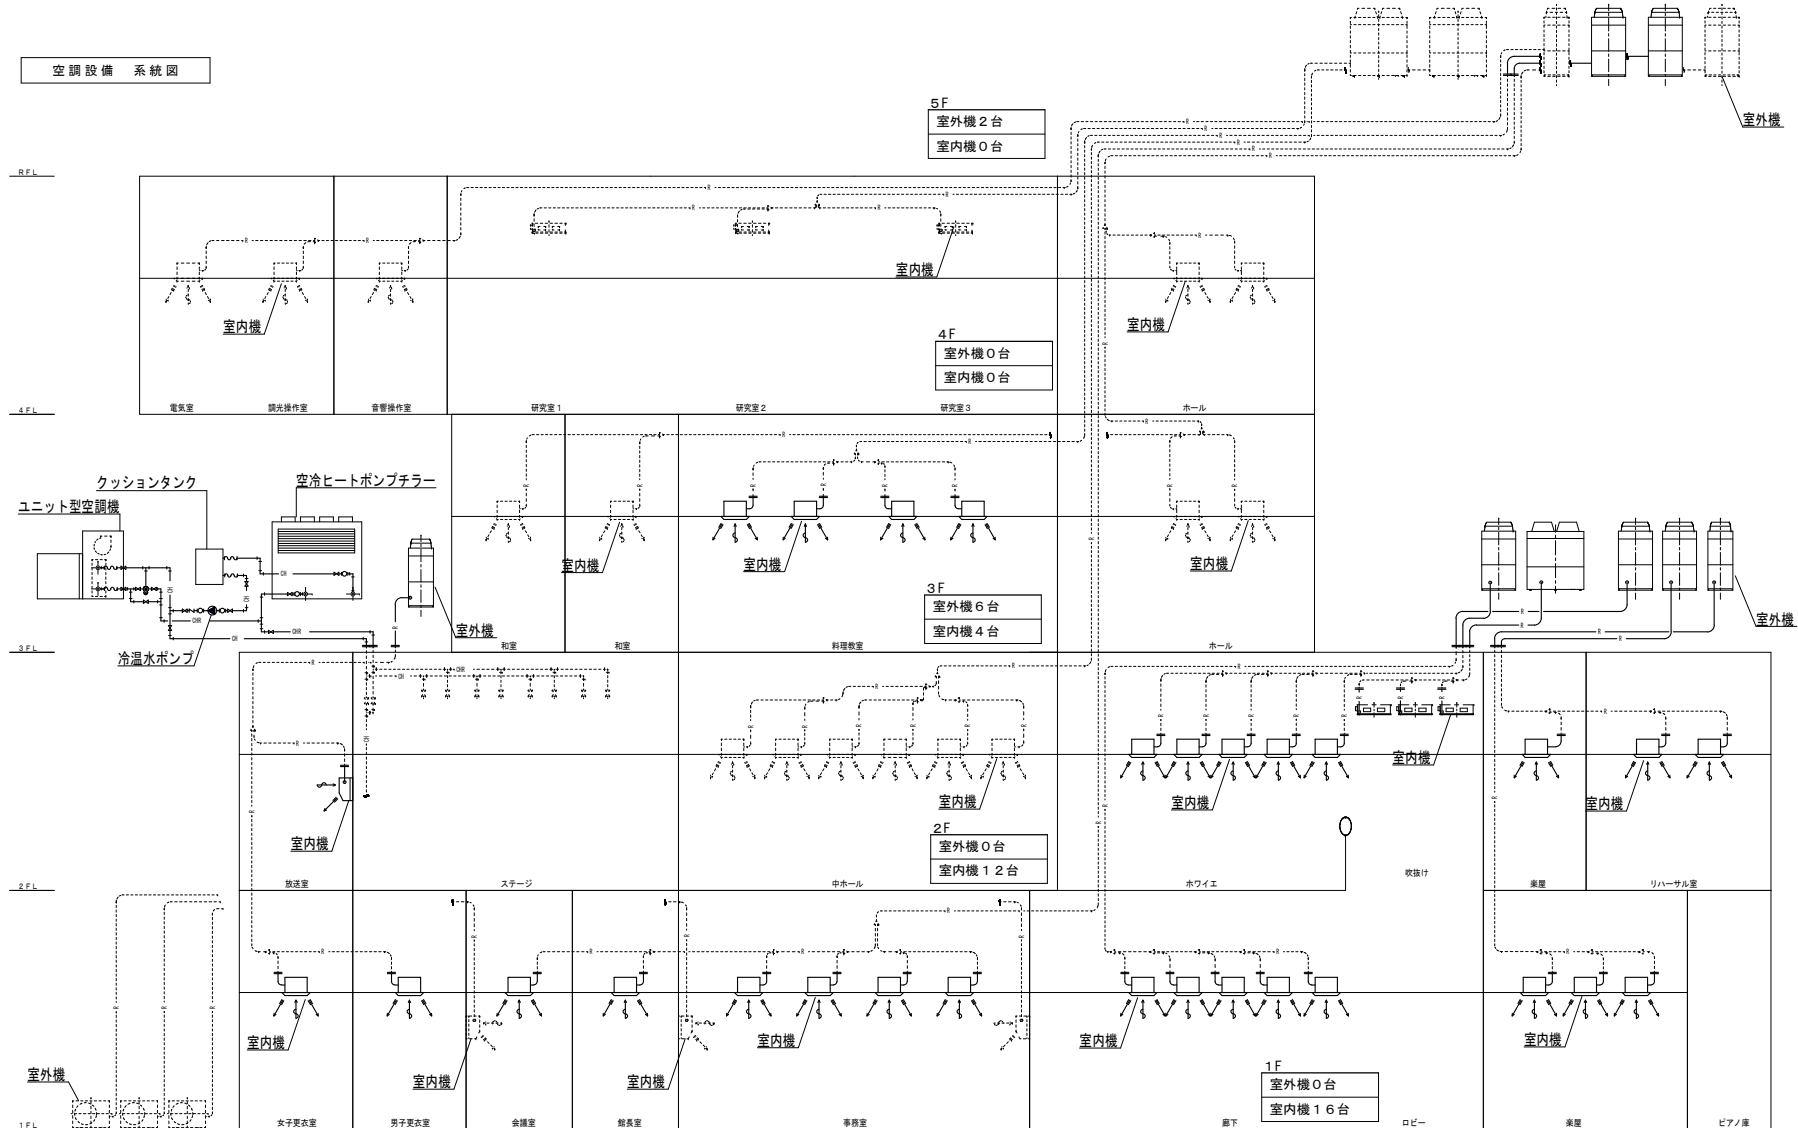 空調設備 系統図
5F
室外機2台
室内機0台
室外機
RFL
R
R
R
R
R
R
R
R
R
R
R
R
室内機
室内機
室内機
4F
室外機0台
室内機0台
4FL
電気室
調光操作室
音響操作室
研究室1
研究室2
研究室3
ホール
R
R
R
R
クッションタンク
空冷ヒートポンプチラー
ユニット型空調機
CH
CH
CH
CHR
CHR
CH
室内機
室内機
室内機
3F
室外機6台
室内機4台
室外機
室外機
冷温水ポンプ
3FL
和室
和室
料理教室
ホール
R
R
R
R
R
R
CHR
CH
R
R
R
R
R
CH
室内機
室内機
室内機
室内機
室内機
2F
室外機0台
室内機12台
2FL
放送室
ステージ
中ホール
ホワイエ
吹抜け
楽屋
リハーサル室
R
R
R
R
R
R
室内機
室内機
室内機
室内機
室内機
室内機
室外機
1F
室外機0台
室内機16台
1FL
女子更衣室
男子更衣室
会議室
館長室
事務室
廊下
ロビー
楽屋
ピアノ庫